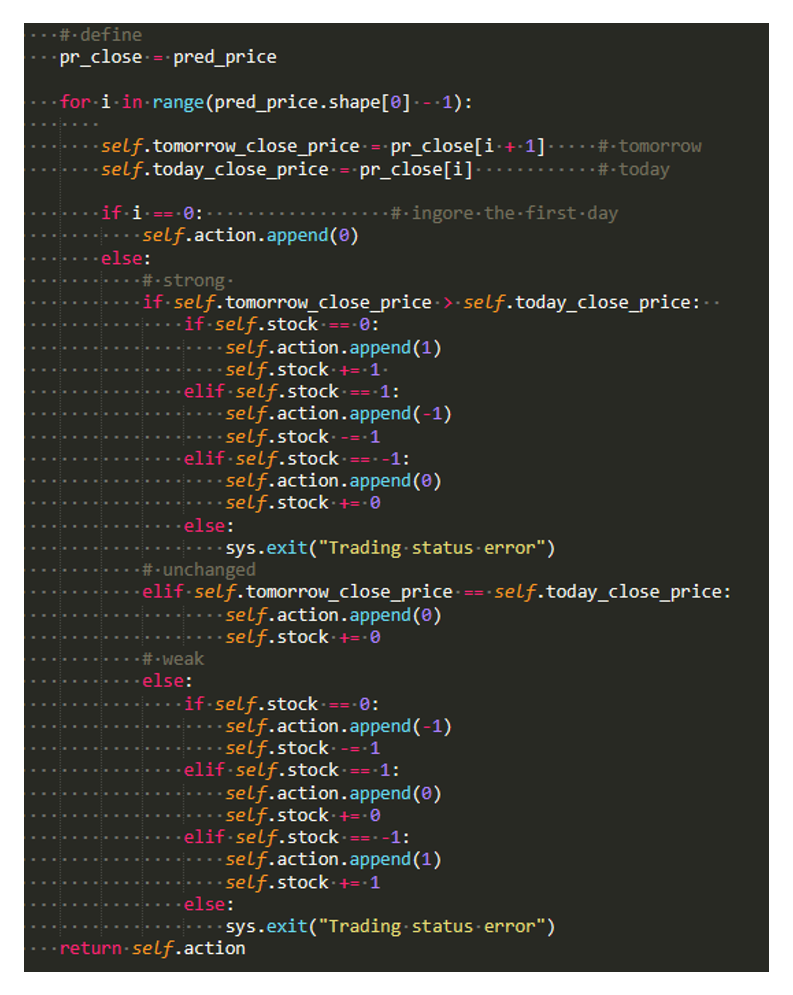 # define
pr_close = pred_price
for i in range(pred_price.shape[0] - 1):
self.tomorrow_close_price = pr_close[i + 1] # tomorrow
self.today_close_price = pr_close[i] # today
if i == 0: # ingore the first day
self.action.append(0)
else:
# strong
if self.tomorrow_close_price > self.today_close_price:
if self.stock == 0:
self.action.append(1)
self.stock += 1
elif self.stock == 1:
self.action.append(-1)
self.stock -= 1
elif self.stock == -1:
self.action.append(0)
self.stock += 0
else:
sys.exit("Trading status error")
# unchanged
elif self.tomorrow_close_price == self.today_close_price:
self.action.append(0)
self.stock += 0
# weak
else:
if self.stock == 0:
self.action.append(-1)
self.stock -= 1
elif self.stock == 1:
self.action.append(0)
self.stock += 0
elif self.stock == -1:
self.action.append(1)
self.stock += 1
else:
sys.exit("Trading status error")
return self.action